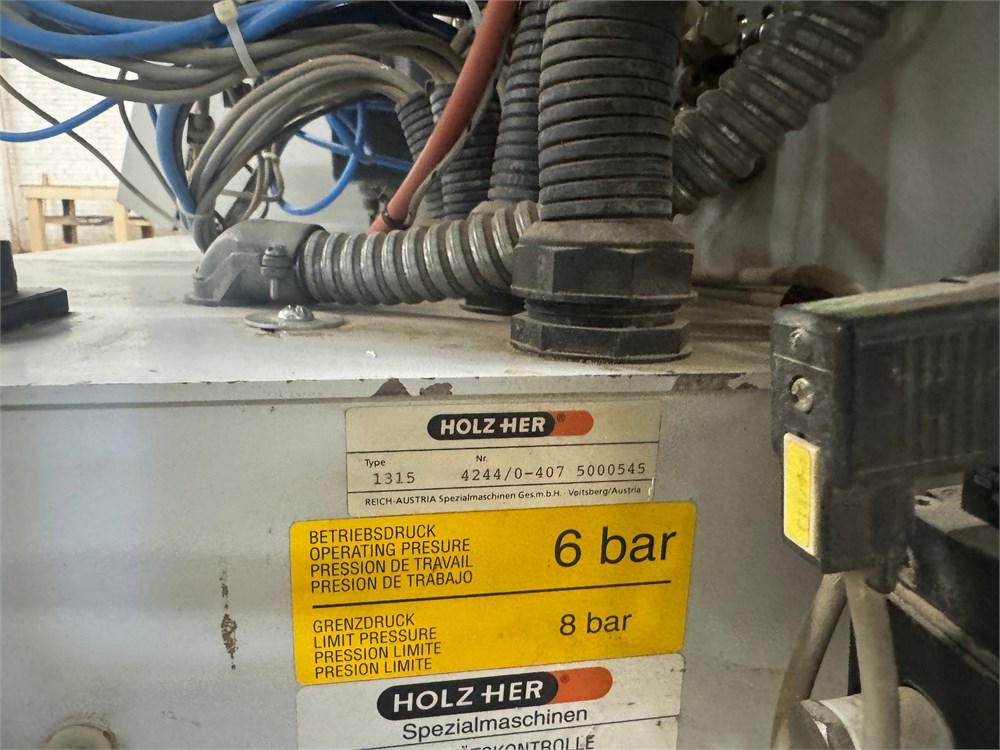 HOLZ-HER®
Type Nr.
1315 4244/0-407 5000545
REICH-AUSTRIA Spezialmaschinen Ges.m.b.H. · Voitsberg/Austria
BETRIEBSDRUCK
OPERATING PRESURE
PRESSION DE TRAVAIL
PRESION DE TRABAJO
6 bar
GRENZDRUCK
LIMIT PRESSURE
PRESSION LIMITE
PRESION LIMITE
8 bar
HOLZ-HER®
Spezialmaschinen